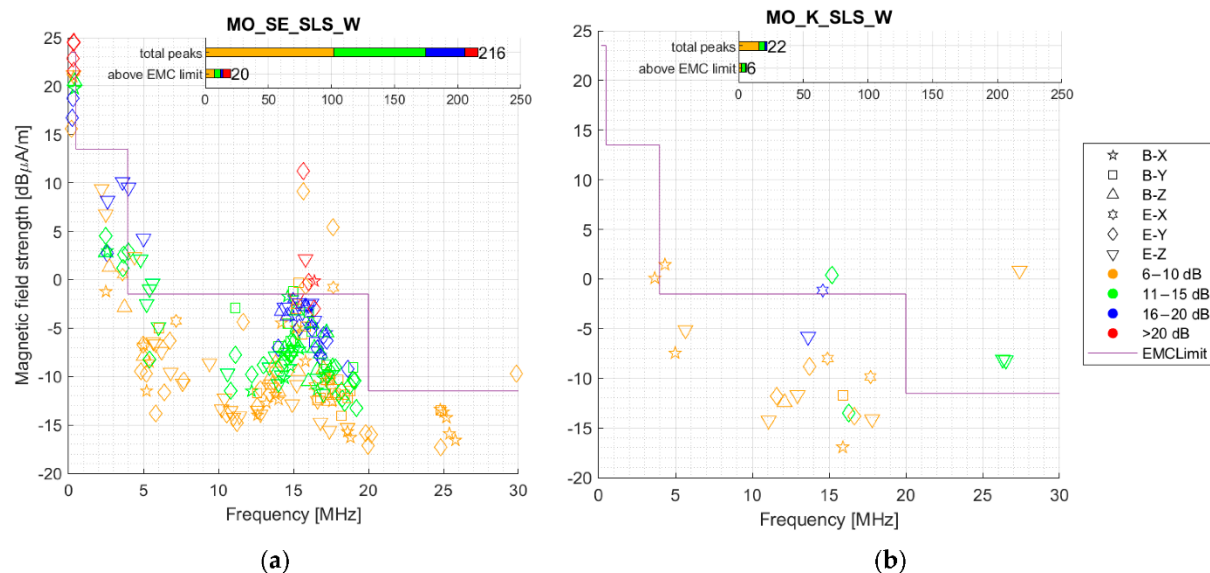 MO_SE_SLS_W
total peaks
216
above EMC limit
20
0 50 100 150 200 250
25
20
15
10
5
0
-5
-10
-15
-20
0 5 10 15 20 25 30
Magnetic field strength [dBμA/m]
Frequency [MHz]
(a)
MO_K_SLS_W
total peaks
22
above EMC limit
6
0 50 100 150 200 250
25
20
15
10
5
0
-5
-10
-15
-20
0 5 10 15 20 25 30
Frequency [MHz]
(b)
B-X
B-Y
B-Z
E-X
E-Y
E-Z
6–10 dB
11–15 dB
16–20 dB
>20 dB
EMCLimit